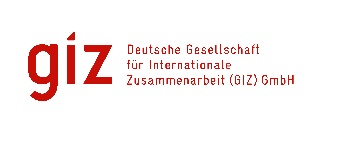 giz
Deutsche Gesellschaft
für Internationale
Zusammenarbeit (GIZ) GmbH